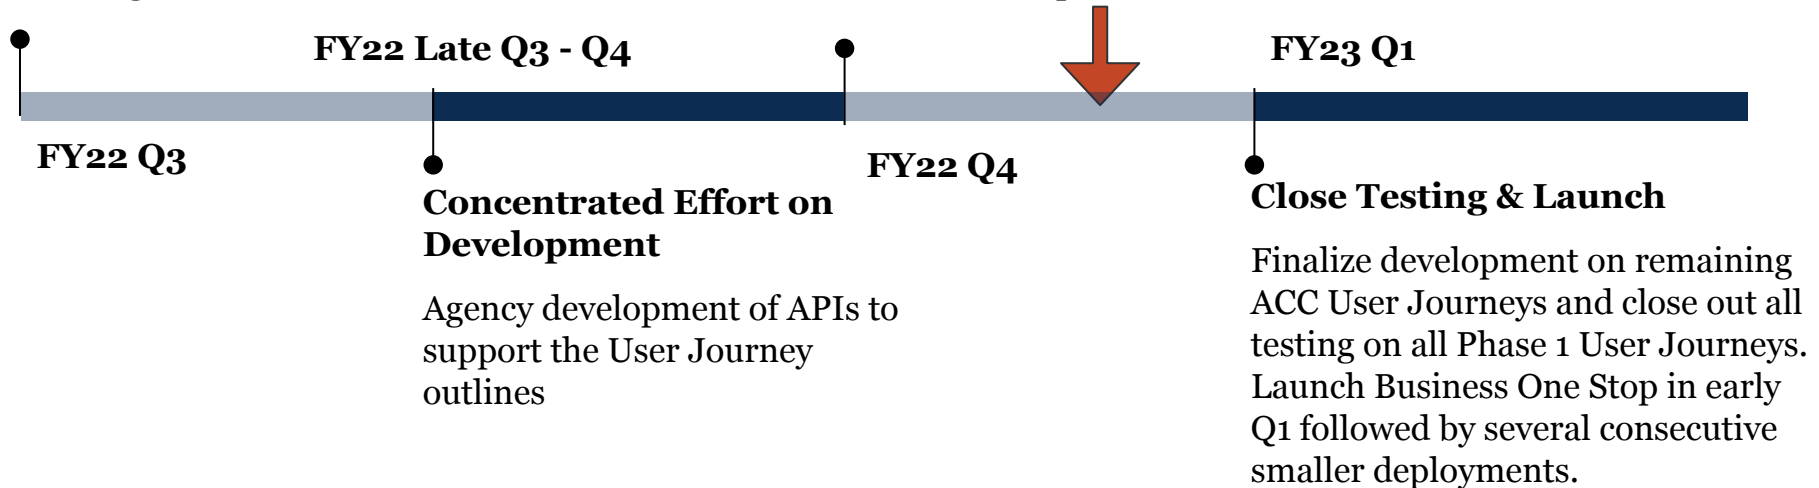 FY22 Late Q3 - Q4
FY23 Q1
FY22 Q3
FY22 Q4
Concentrated Effort on
Development
Agency development of APIs to
support the User Journey
outlines
Close Testing & Launch
Finalize development on remaining
ACC User Journeys and close out all
testing on all Phase 1 User Journeys.
Launch Business One Stop in early
Q1 followed by several consecutive
smaller deployments.